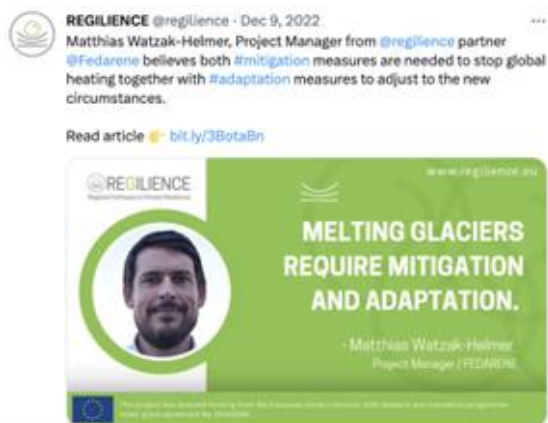 REGILIENCE @regilience · Dec 9, 2022
Matthias Watzak-Helmer, Project Manager from @regilience partner
@Fedarene believes both #mitigation measures are needed to stop global
heating together with #adaptation measures to adjust to the new
circumstances.
Read article 👉 bit.ly/3BotaBn
www.regilience.eu
REGILIENCE
MELTING GLACIERS
REQUIRE MITIGATION
AND ADAPTATION.
- Matthias Watzak-Helmer
Project Manager / FEDARENE